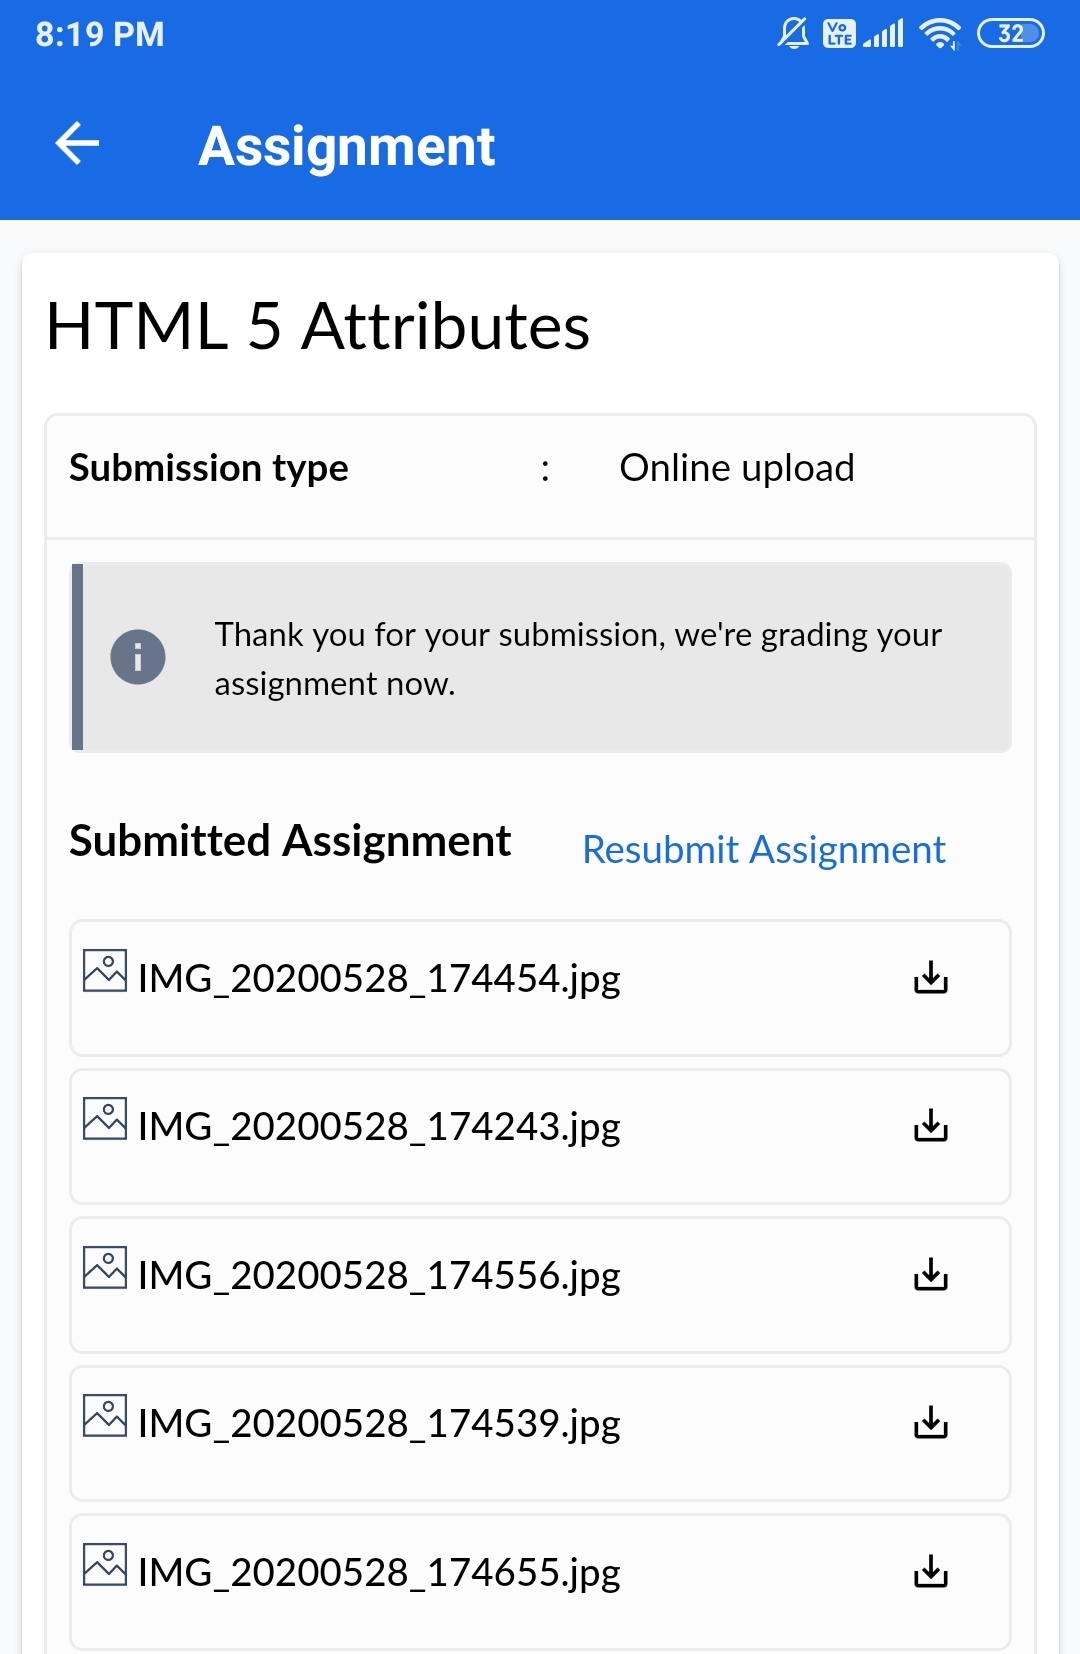 8:19 PM
Vo
LTE
32
Assignment
HTML 5 Attributes
Submission type : Online upload
Thank you for your submission, we're grading your
assignment now.
Submitted Assignment Resubmit Assignment
IMG_20200528_174454.jpg
IMG_20200528_174243.jpg
IMG_20200528_174556.jpg
IMG_20200528_174539.jpg
IMG_20200528_174655.jpg